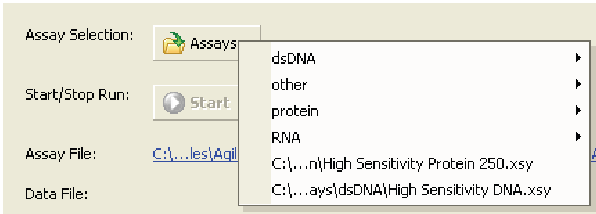 Assay Selection:
Assays
dsDNA
other
protein
Start/Stop Run:
Start
RNA
Assay File:
C:\...les\Agil
C:\...n\High Sensitivity Protein 250.xsy
Data File:
C:\...ays\dsDNA\High Sensitivity DNA.xsy